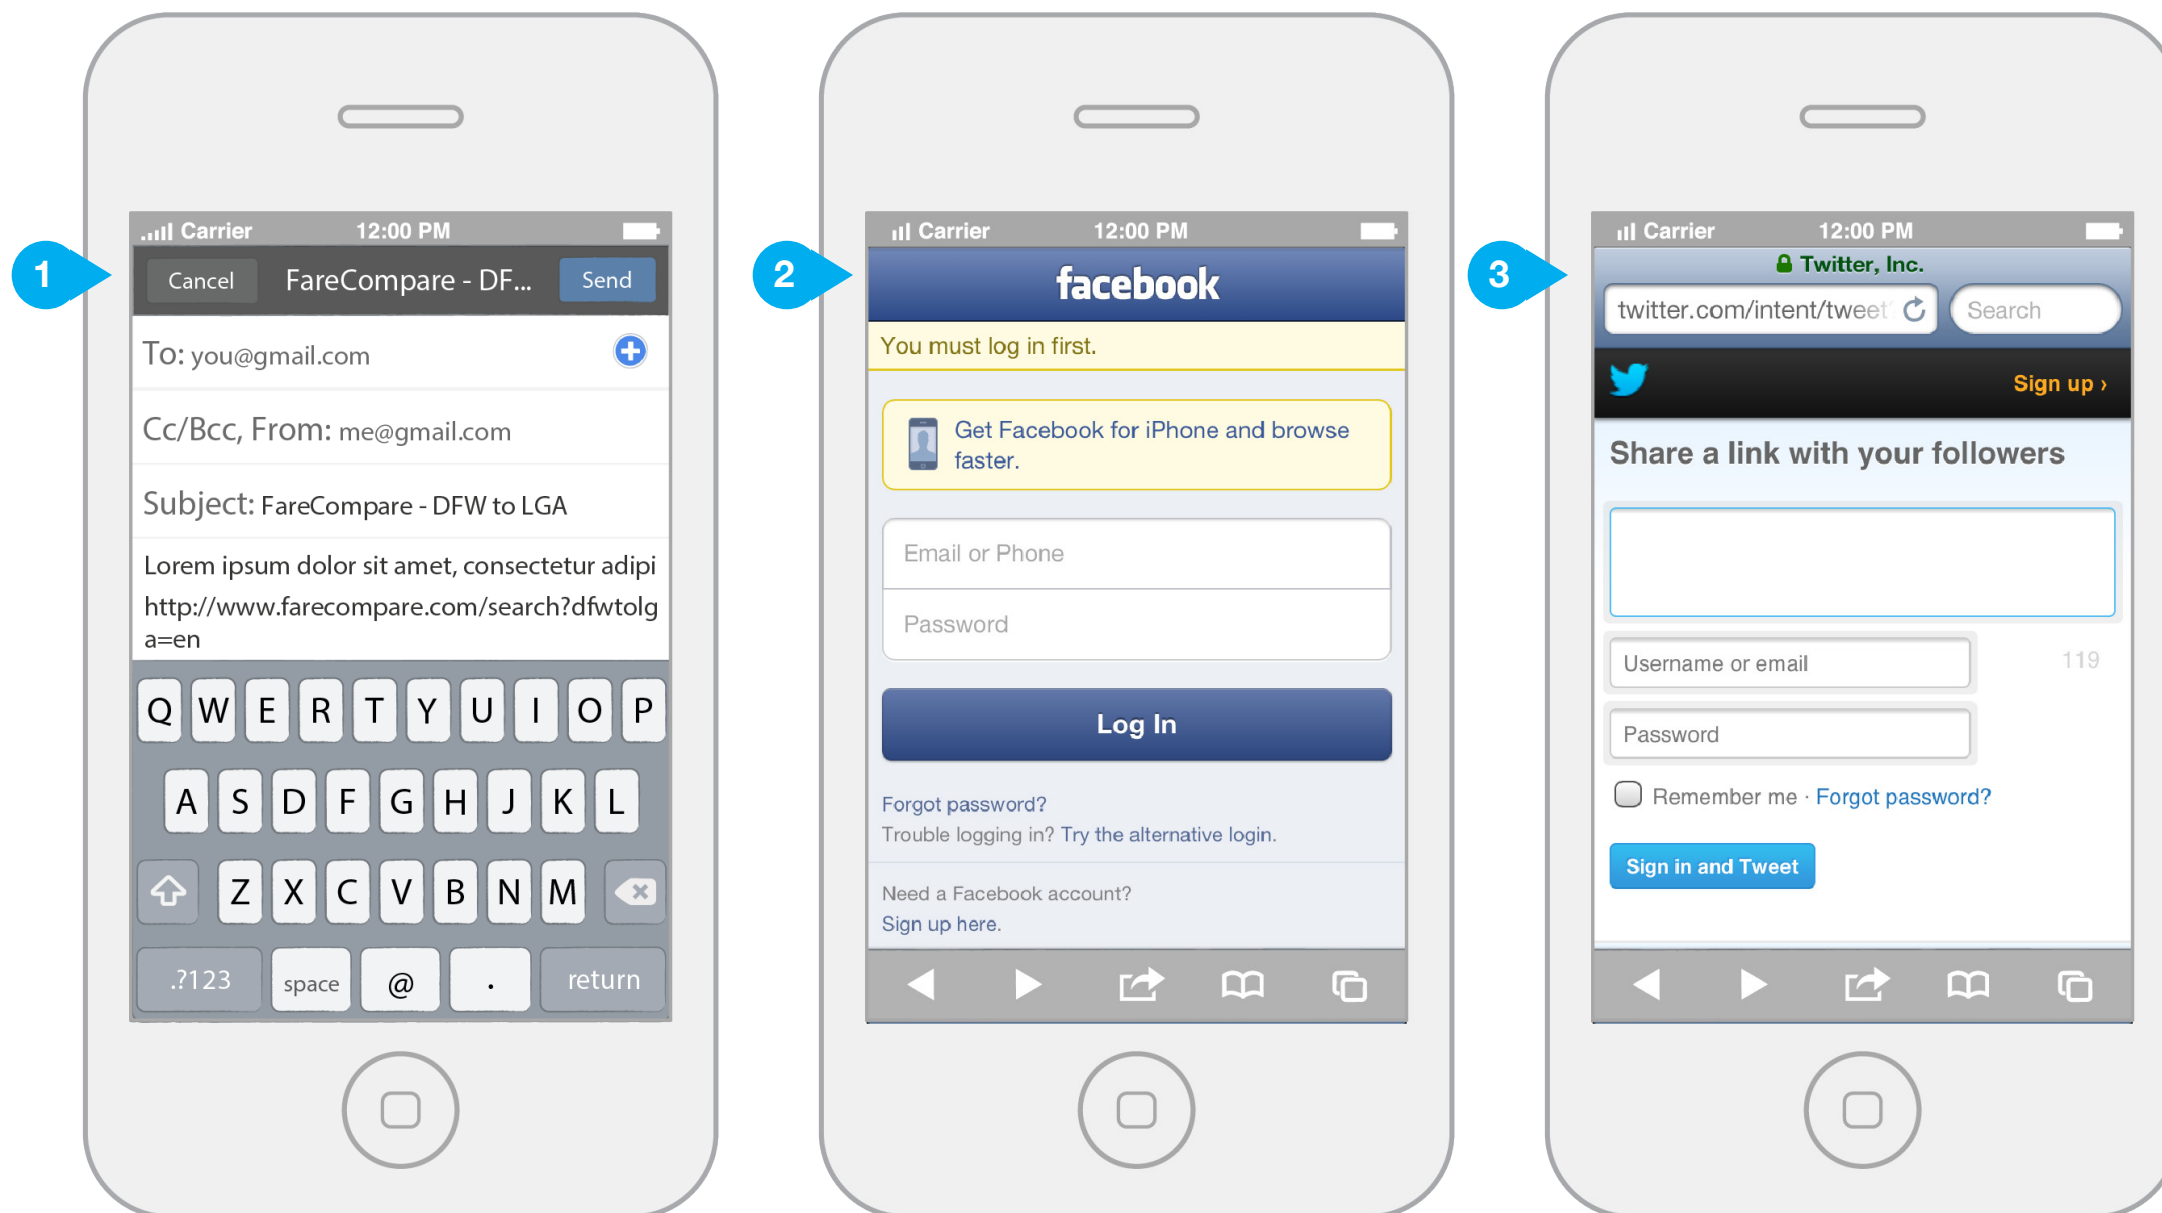 1
Carrier 12:00 PM
Cancel FareCompare - DF... Send
To: you@gmail.com
Cc/Bcc, From: me@gmail.com
Subject: FareCompare - DFW to LGA
Lorem ipsum dolor sit amet, consectetur adipi
http://www.farecompare.com/search?dfwtolg
a=en
Q W E R T Y U I O P
A S D F G H J K L
Z X C V B N M
.?123 space @ . return
2
Carrier 12:00 PM
facebook
You must log in first.
Get Facebook for iPhone and browse
faster.
Email or Phone
Password
Log In
Forgot password?
Trouble logging in? Try the alternative login.
Need a Facebook account?
Sign up here.
3
Carrier 12:00 PM
Twitter, Inc.
twitter.com/intent/tweet Search
Sign up ›
Share a link with your followers
Username or email 119
Password
Remember me · Forgot password?
Sign in and Tweet